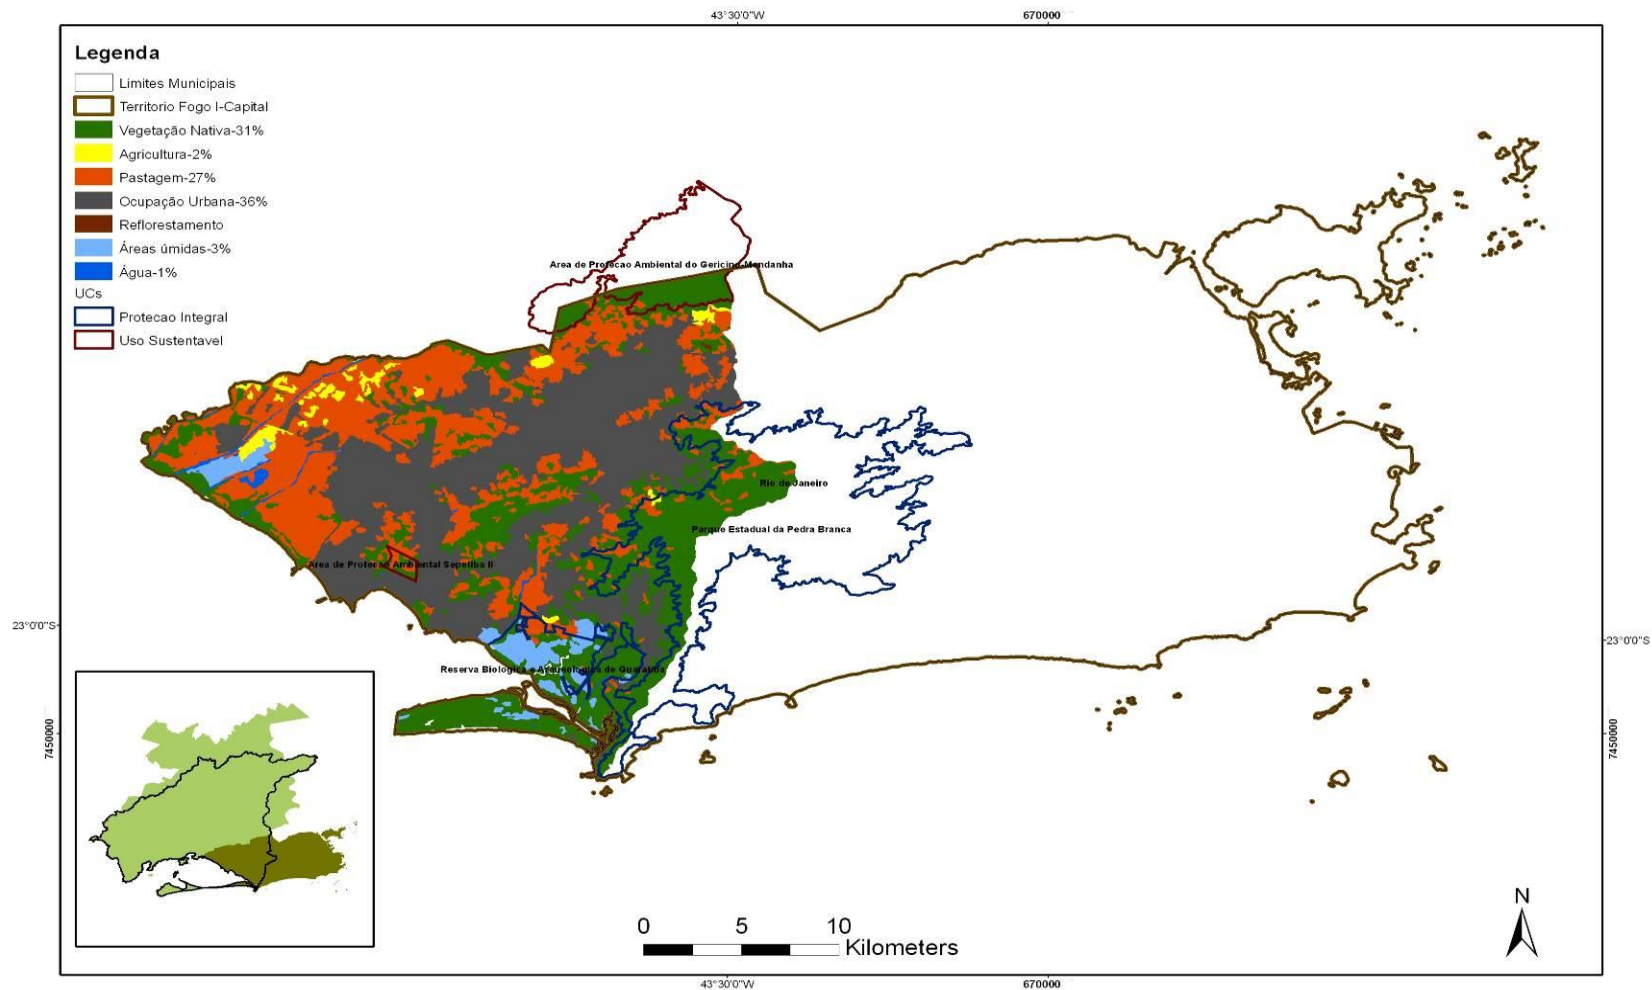 43°30'0"W
670000
Legenda
Limites Municipais
Territorio Fogo I-Capital
Vegetação Nativa-31%
Agricultura-2%
Pastagem-27%
Ocupação Urbana-36%
Reflorestamento
Áreas úmidas-3%
Água-1%
UCs
Protecao Integral
Uso Sustentavel
Area de Protecao Ambiental do Gericino-Mendanha
Rio de Janeiro
Parque Estadual da Pedra Branca
Area de Protecao Ambiental Sepetiba II
23°0'0"S
23°0'0"S
Reserva Biologica e Arqueologica de Guaratiba
7450000
7450000
N
0 5 10
Kilometers
43°30'0"W
670000